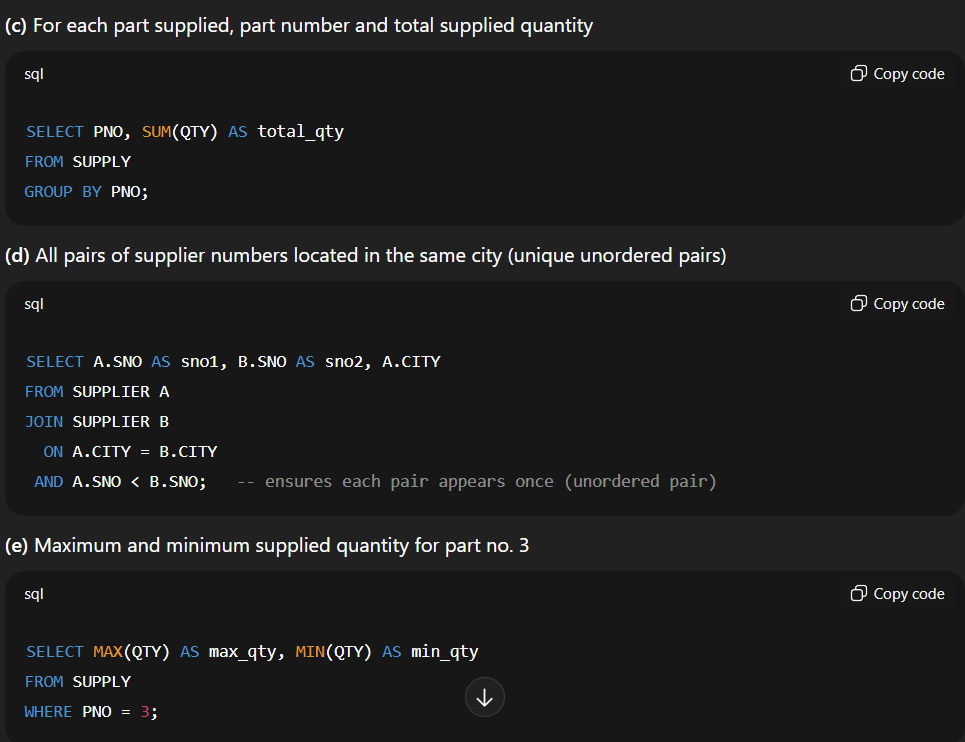 (c) For each part supplied, part number and total supplied quantity
sql Copy code
SELECT PNO, SUM(QTY) AS total_qty
FROM SUPPLY
GROUP BY PNO;
(d) All pairs of supplier numbers located in the same city (unique unordered pairs)
sql Copy code
SELECT A.SNO AS sno1, B.SNO AS sno2, A.CITY
FROM SUPPLIER A
JOIN SUPPLIER B
ON A.CITY = B.CITY
AND A.SNO < B.SNO; -- ensures each pair appears once (unordered pair)
(e) Maximum and minimum supplied quantity for part no. 3
sql Copy code
SELECT MAX(QTY) AS max_qty, MIN(QTY) AS min_qty
FROM SUPPLY
WHERE PNO = 3;